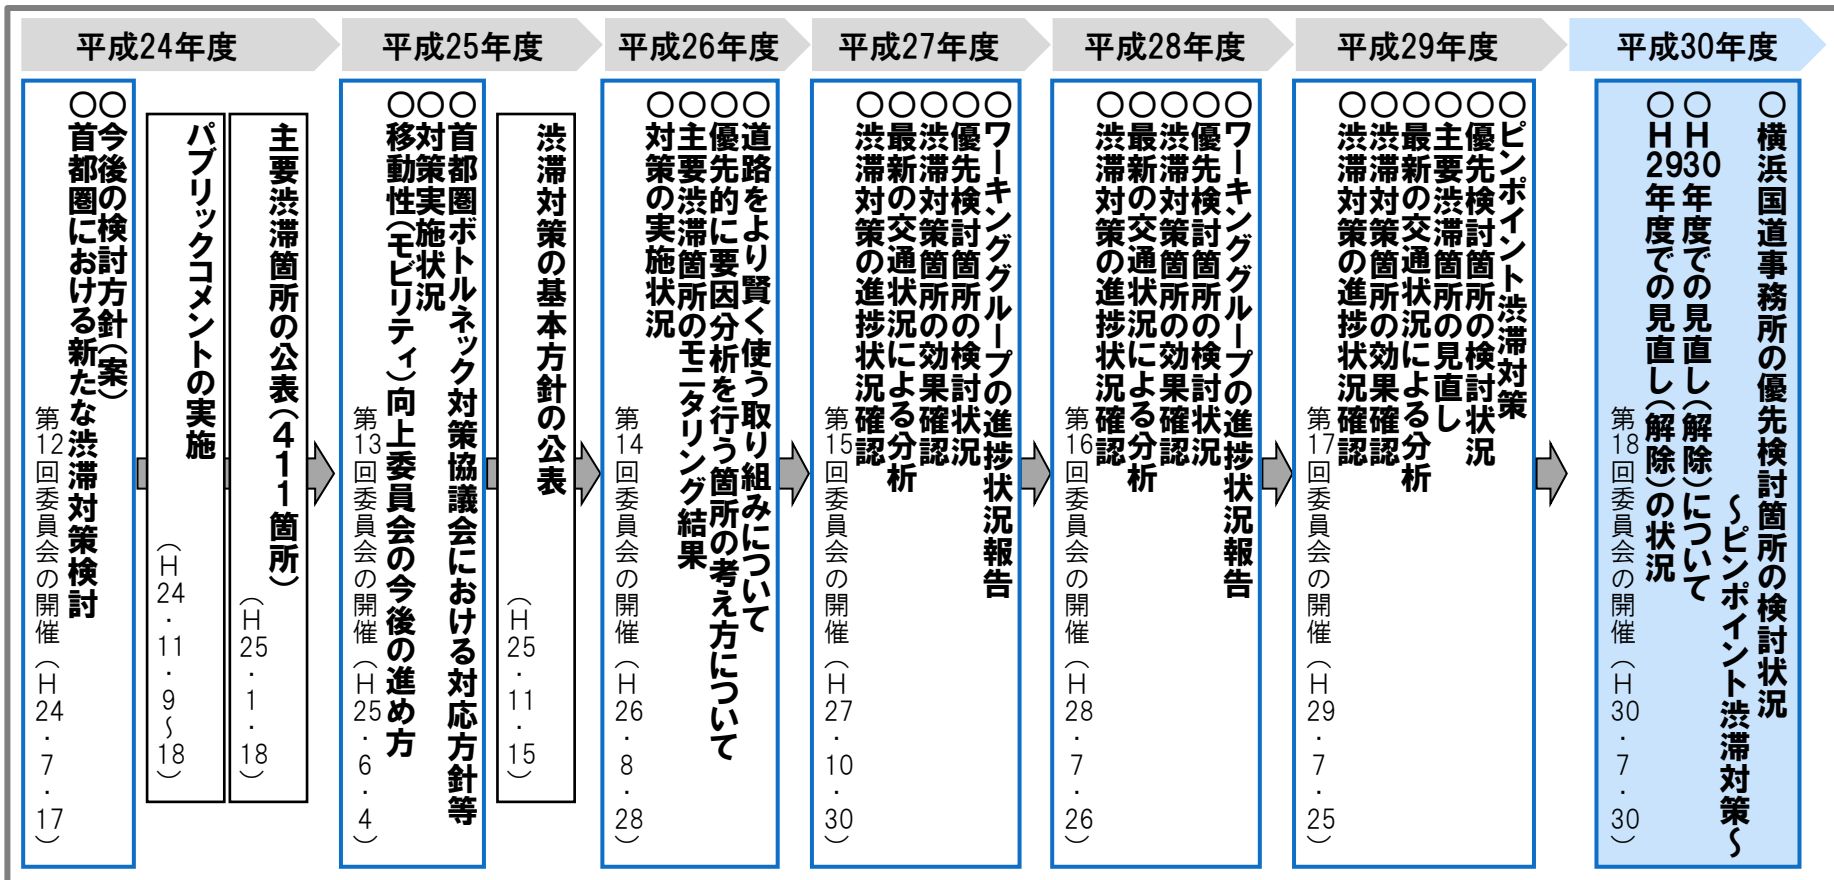 平成24年度
○今後の検討方針（案）
○首都圏における新たな渋滞対策検討
第12回委員会の開催（H24．7．17）
パブリックコメントの実施
（H24．11．9～18）
主要渋滞箇所の公表（411箇所）
（H25．1．18）
平成25年度
○首都圏ボトルネック対策協議会における対応方針等
○対策実施状況
○移動性（モビリティ）向上委員会の今後の進め方
第13回委員会の開催（H25．6．4）
渋滞対策の基本方針の公表
（H25．11．15）
平成26年度
○道路をより賢く使う取り組みについて
○優先的に要因分析を行う箇所の考え方について
○主要渋滞箇所のモニタリング結果
○対策の実施状況
第14回委員会の開催（H26．8．28）
平成27年度
○ワーキンググループの進捗状況報告
○優先検討箇所の検討状況
○渋滞対策箇所の効果確認
○最新の交通状況による分析
○渋滞対策の進捗状況確認
第15回委員会の開催（H27．10．30）
平成28年度
○ワーキンググループの進捗状況報告
○優先検討箇所の検討状況
○渋滞対策箇所の効果確認
○最新の交通状況による分析
○渋滞対策の進捗状況確認
第16回委員会の開催（H28．7．26）
平成29年度
○ピンポイント渋滞対策
○優先検討箇所の検討状況
○主要渋滞箇所の見直し
○最新の交通状況による分析
○渋滞対策箇所の効果確認
○渋滞対策の進捗状況確認
第17回委員会の開催（H29．7．25）
平成30年度
○横浜国道事務所の優先検討箇所の検討状況
～ピンポイント渋滞対策～
○H30年度での見直し（解除）について
○H29年度での見直し（解除）の状況
第18回委員会の開催（H30．7．30）